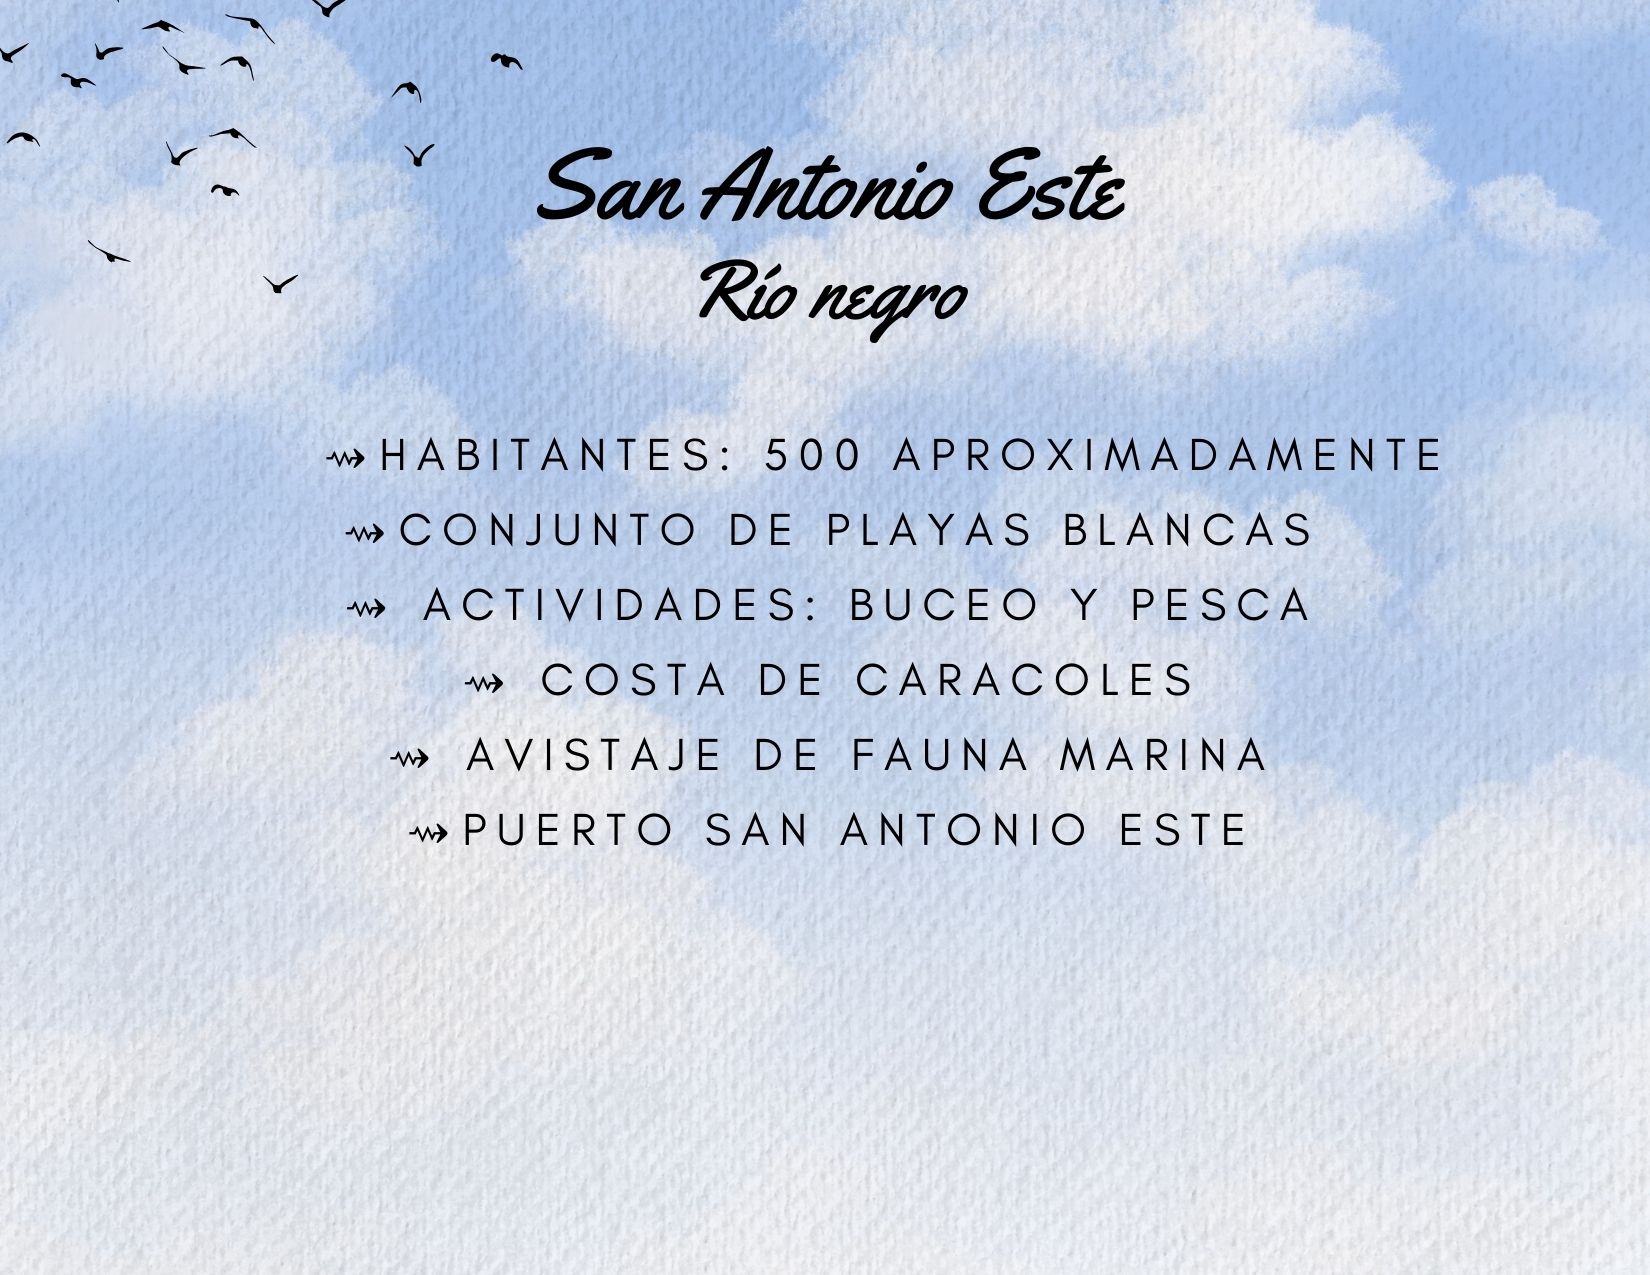 San Antonio Este
Río negro
⇝HABITANTES: 500 APROXIMADAMENTE
⇝CONJUNTO DE PLAYAS BLANCAS
⇝ ACTIVIDADES: BUCEO Y PESCA
⇝ COSTA DE CARACOLES
⇝ AVISTAJE DE FAUNA MARINA
⇝PUERTO SAN ANTONIO ESTE